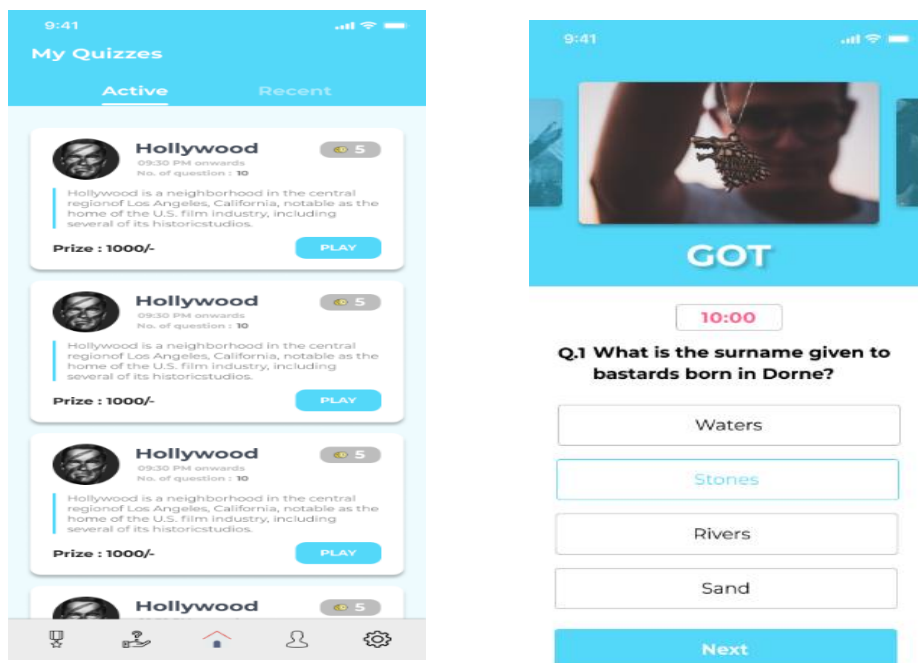 9:41
My Quizzes
Active Recent
Hollywood 5
09:30 PM onwards
No. of question : 10
Hollywood is a neighborhood in the central
regionof Los Angeles, California, notable as the
home of the U.S. film industry, including
several of its historicstudios.
Prize : 1000/- PLAY
Hollywood 5
09:30 PM onwards
No. of question : 10
Hollywood is a neighborhood in the central
regionof Los Angeles, California, notable as the
home of the U.S. film industry, including
several of its historicstudios.
Prize : 1000/- PLAY
Hollywood 5
09:30 PM onwards
No. of question : 10
Hollywood is a neighborhood in the central
regionof Los Angeles, California, notable as the
home of the U.S. film industry, including
several of its historicstudios.
Prize : 1000/- PLAY
Hollywood 5
9:41
GOT
10:00
Q.1 What is the surname given to
bastards born in Dorne?
Waters
Stones
Rivers
Sand
Next